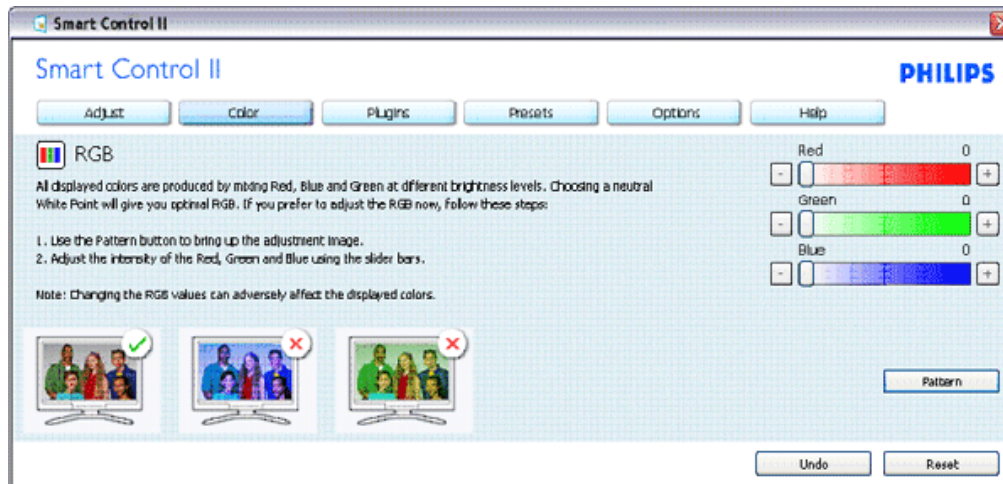 Smart Control II
Smart Control II
PHILIPS
Adjust Color Plugins Presets Options Help
RGB
All displayed colors are produced by mixing Red, Blue and Green at different brightness levels. Choosing a neutral
White Point will give you optimal RGB. If you prefer to adjust the RGB now, follow these steps:
1. Use the Pattern button to bring up the adjustment image.
2. Adjust the intensity of the Red, Green and Blue using the slider bars.
Note: Changing the RGB values can adversely affect the displayed colors.
Red 0
- +
Green 0
- +
Blue 0
- +
Pattern
Undo Reset